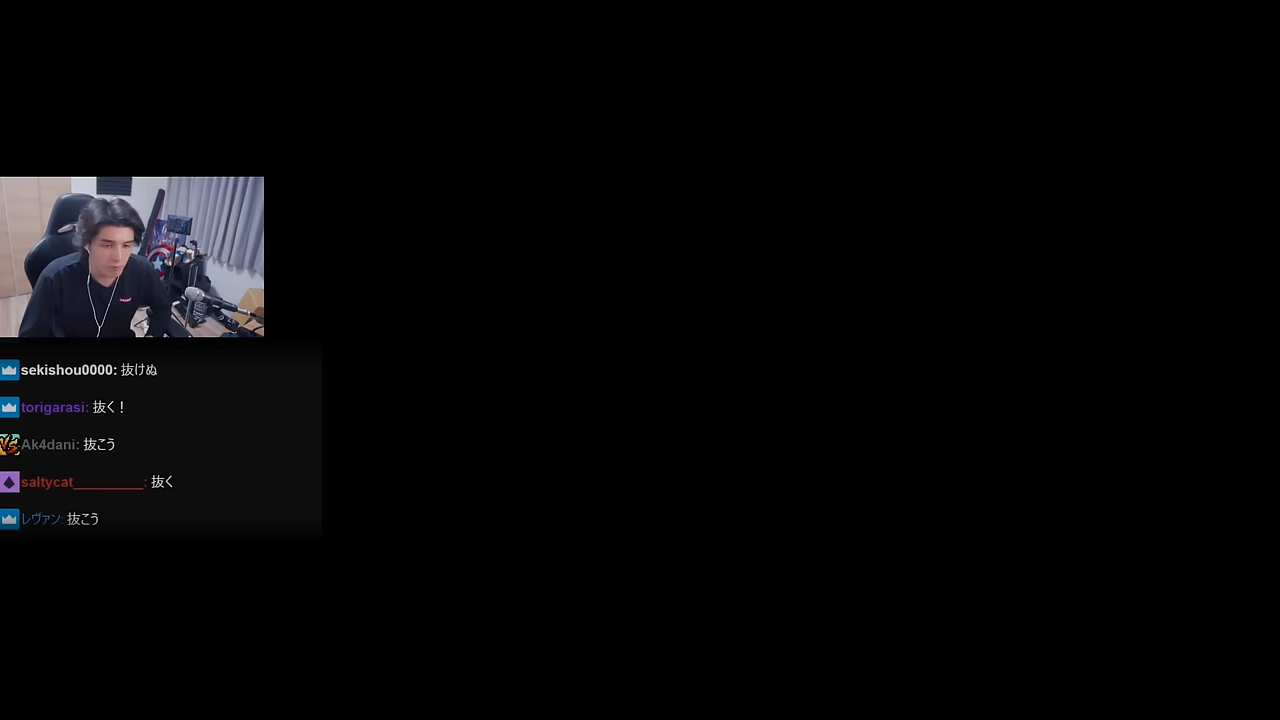 sekishou0000: 抜けぬ
torigarasi: 抜く！
Ak4dani: 抜こう
saltycat_________: 抜く
レヴァン: 抜こう